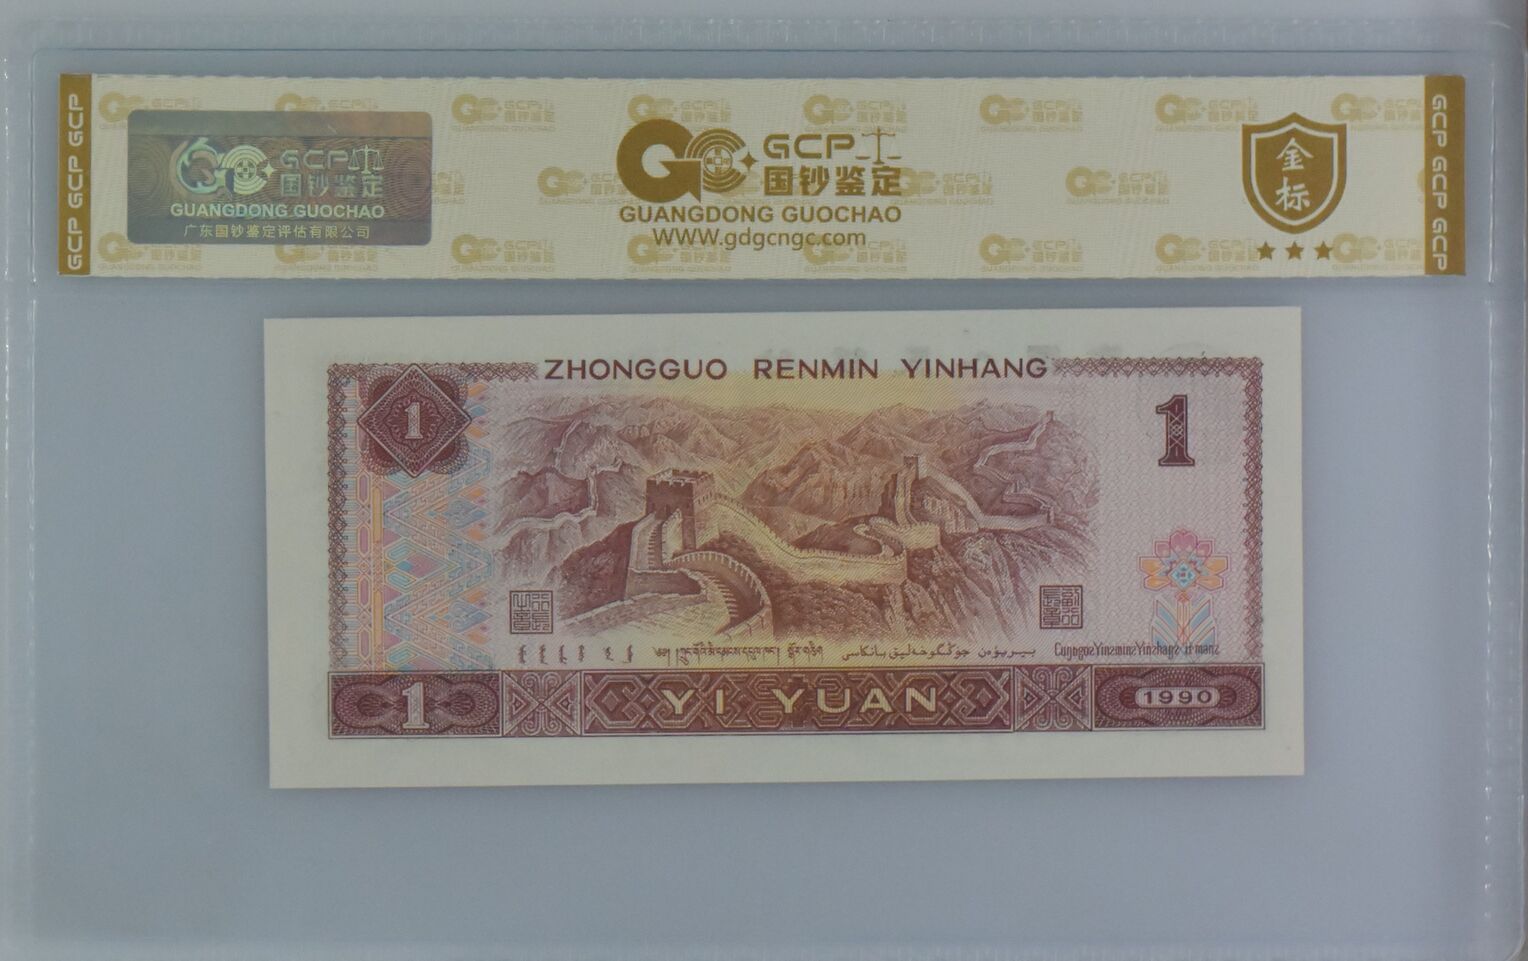 GCP GCP GCP
GCP 国钞鉴定
GUANGDONG GUOCHAO
广东国钞鉴定评估有限公司
GCP
国钞鉴定
GUANGDONG GUOCHAO
WWW.gdgcngc.com
金标
GCP GCP GCP
ZHONGGUO RENMIN YINHANG
1
1
1
YI YUAN
1990